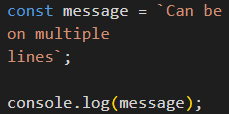 const message = `Can be
on multiple
lines`;

console.log(message);